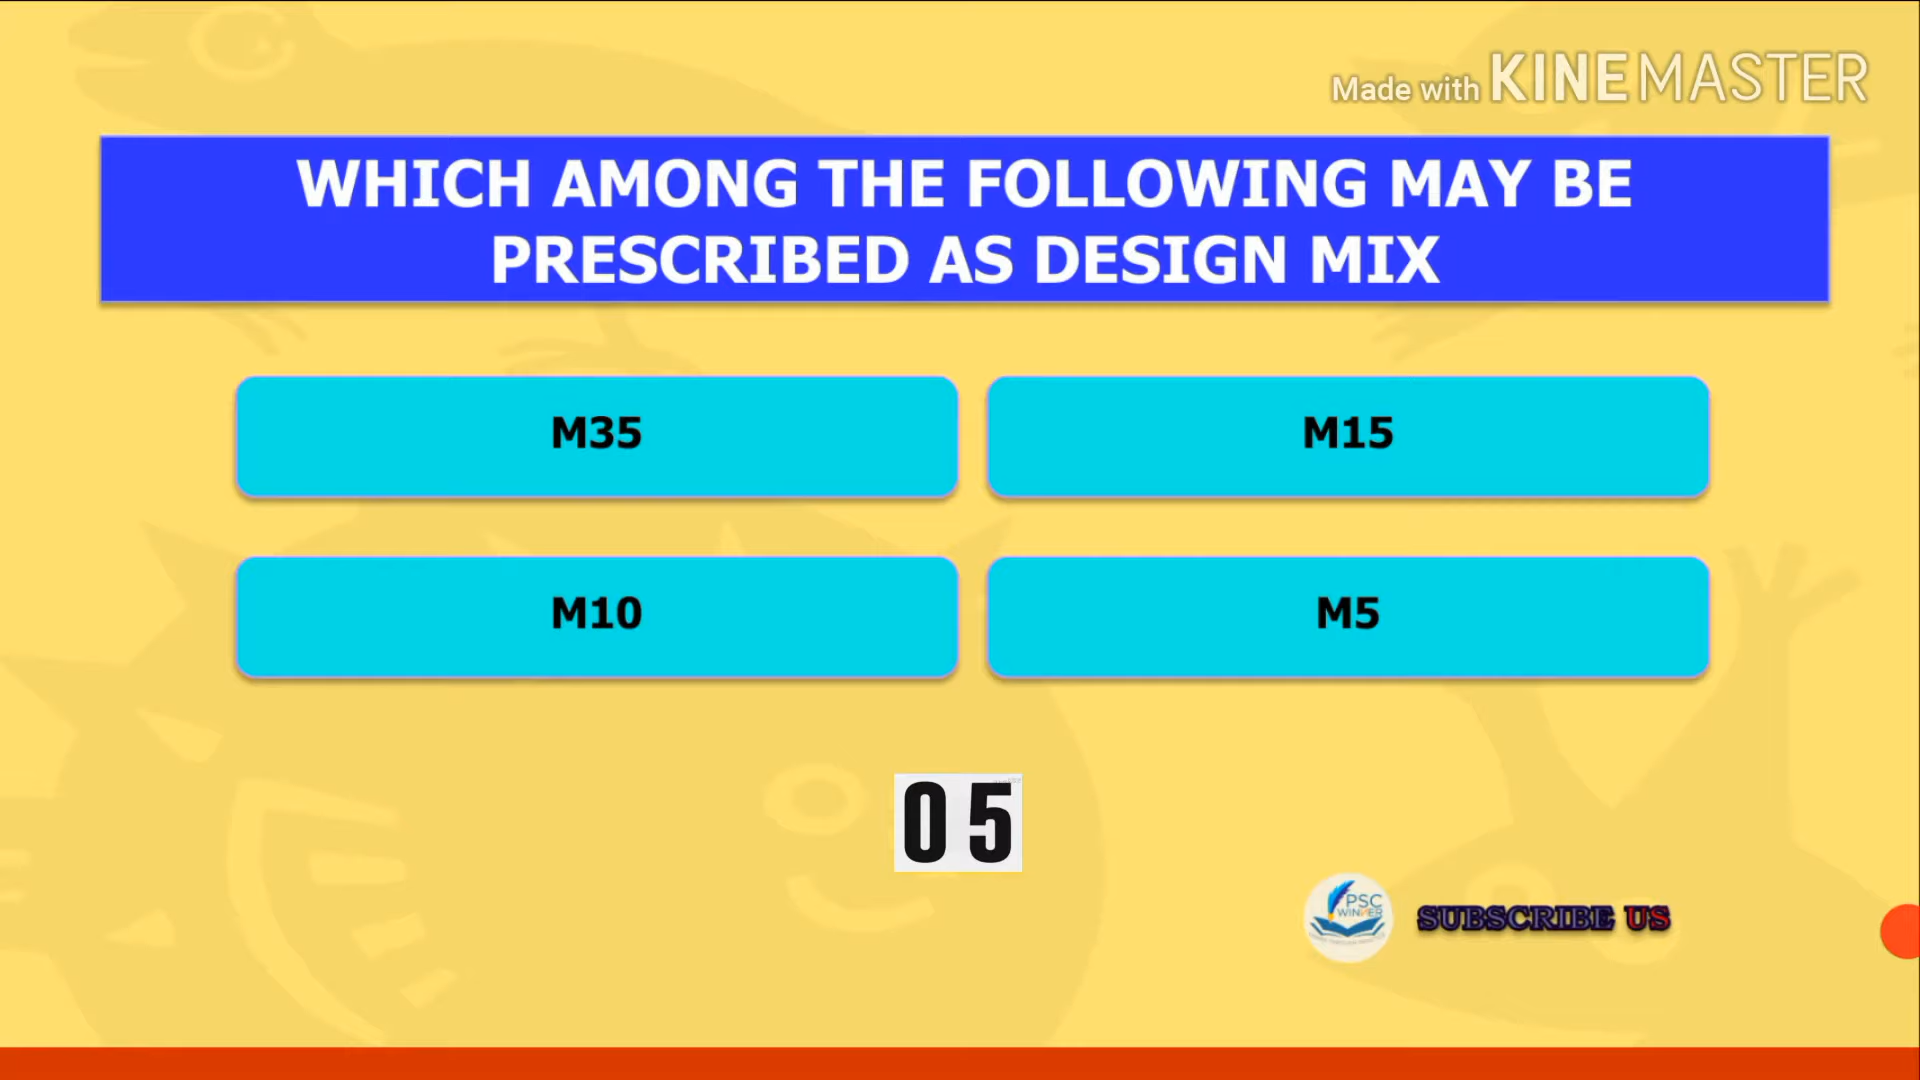 Made with KINEMASTER
WHICH AMONG THE FOLLOWING MAY BE
PRESCRIBED AS DESIGN MIX
M35
M15
M10
M5
05
PSC
WINNER
SUBSCRIBE US